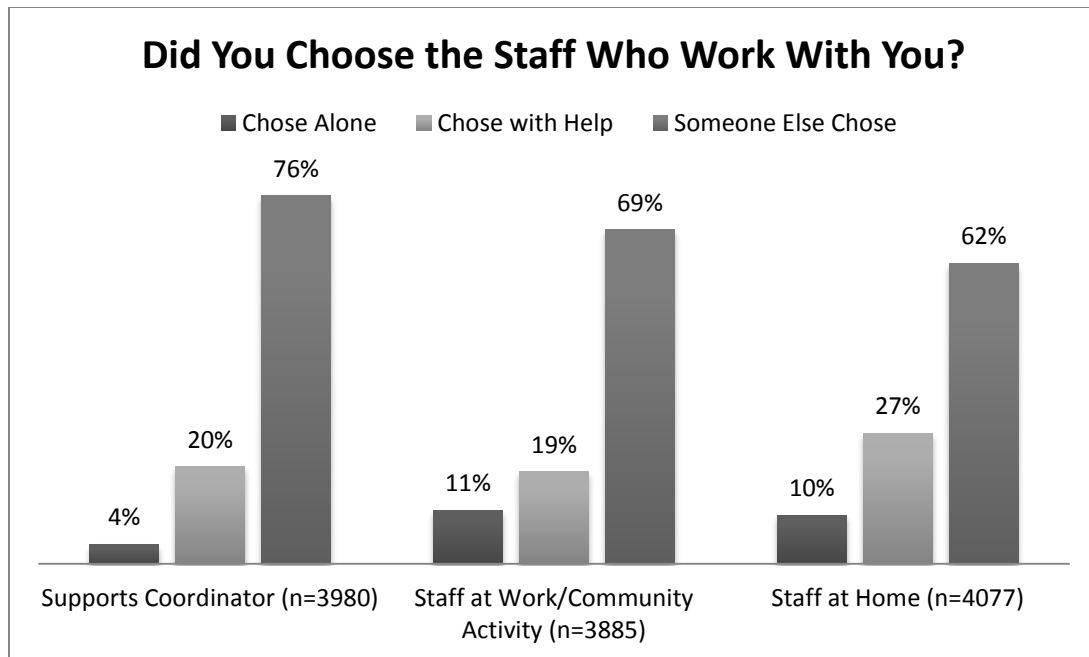 Did You Choose the Staff Who Work With You?
Chose Alone Chose with Help Someone Else Chose
76%
69%
62%
27%
20%
19%
11%
10%
4%
Supports Coordinator (n=3980) Staff at Work/Community Staff at Home (n=4077)
Activity (n=3885)